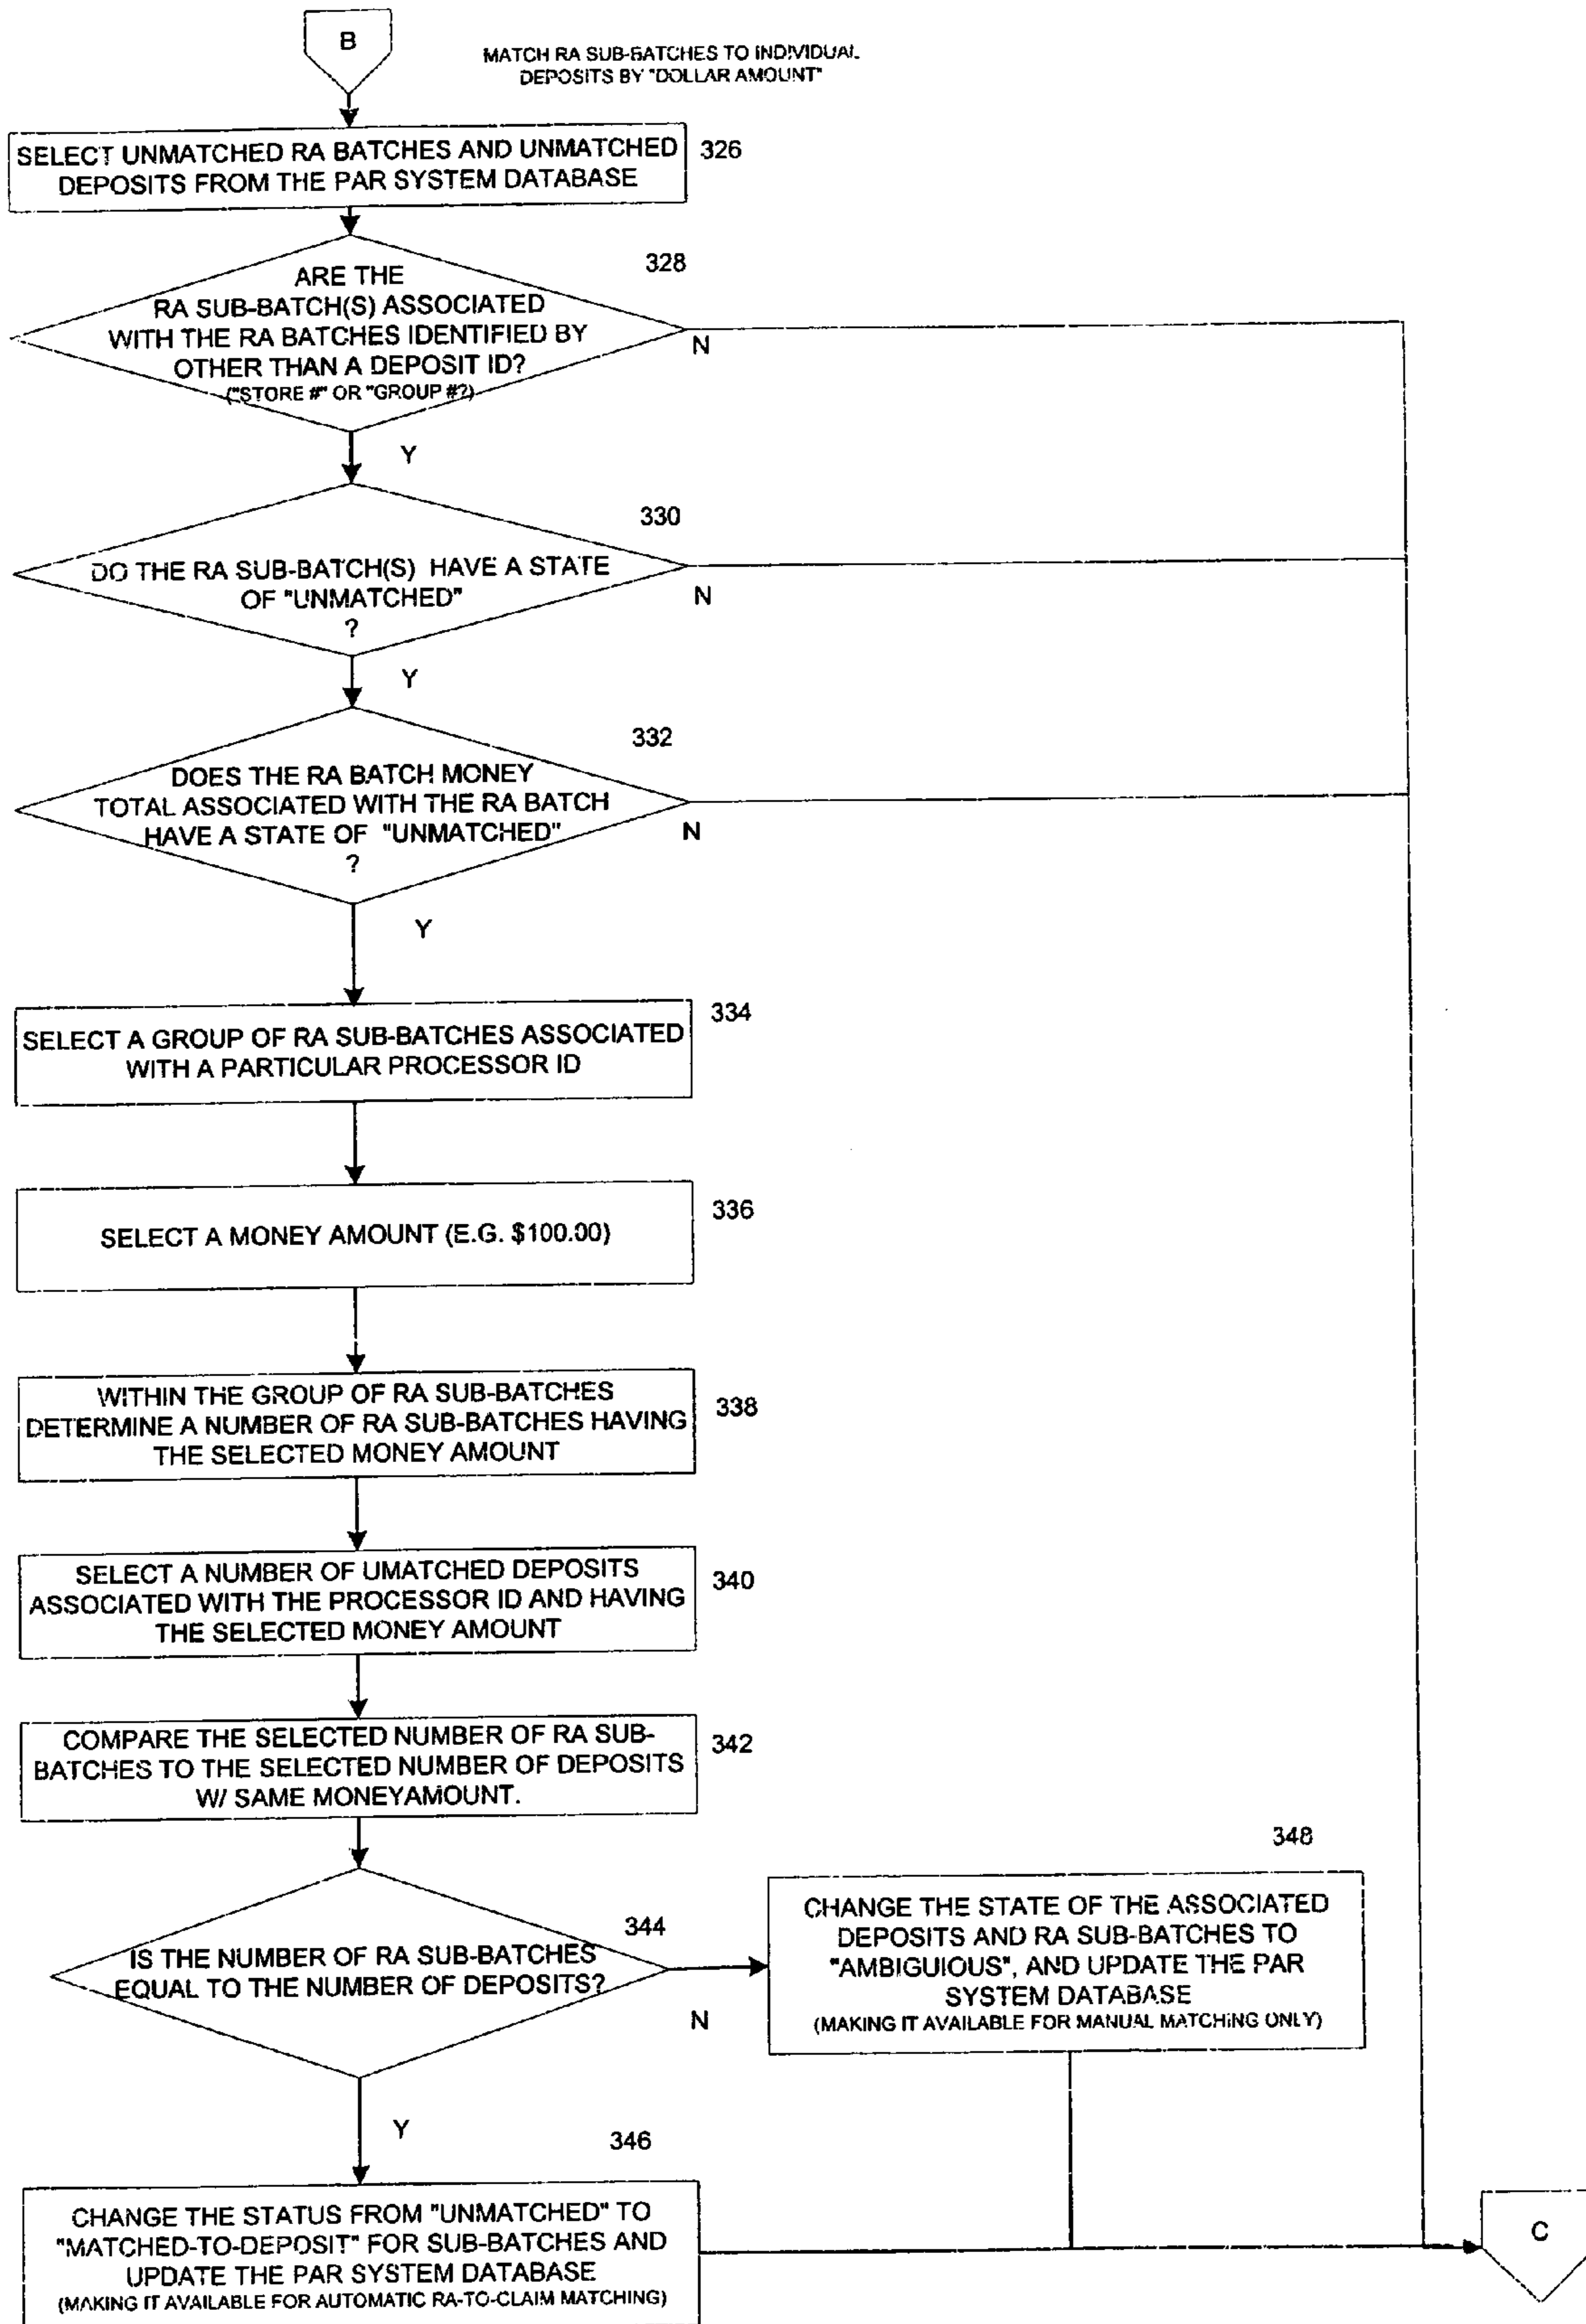 B
MATCH RA SUB-BATCHES TO INDIVIDUAL
DEPOSITS BY "DOLLAR AMOUNT"
SELECT UNMATCHED RA BATCHES AND UNMATCHED
DEPOSITS FROM THE PAR SYSTEM DATABASE
326
ARE THE
RA SUB-BATCH(S) ASSOCIATED
WITH THE RA BATCHES IDENTIFIED BY
OTHER THAN A DEPOSIT ID?
("STORE #" OR "GROUP #?)
328
N
Y
DO THE RA SUB-BATCH(S) HAVE A STATE
OF "UNMATCHED"
?
330
N
Y
DOES THE RA BATCH MONEY
TOTAL ASSOCIATED WITH THE RA BATCH
HAVE A STATE OF "UNMATCHED"
?
332
N
Y
SELECT A GROUP OF RA SUB-BATCHES ASSOCIATED
WITH A PARTICULAR PROCESSOR ID
334
SELECT A MONEY AMOUNT (E.G. $100.00)
336
WITHIN THE GROUP OF RA SUB-BATCHES
DETERMINE A NUMBER OF RA SUB-BATCHES HAVING
THE SELECTED MONEY AMOUNT
338
SELECT A NUMBER OF UMATCHED DEPOSITS
ASSOCIATED WITH THE PROCESSOR ID AND HAVING
THE SELECTED MONEY AMOUNT
340
COMPARE THE SELECTED NUMBER OF RA SUB-
BATCHES TO THE SELECTED NUMBER OF DEPOSITS
W/ SAME MONEYAMOUNT.
342
IS THE NUMBER OF RA SUB-BATCHES
EQUAL TO THE NUMBER OF DEPOSITS?
344
N
348
CHANGE THE STATE OF THE ASSOCIATED
DEPOSITS AND RA SUB-BATCHES TO
"AMBIGUIOUS", AND UPDATE THE PAR
SYSTEM DATABASE
(MAKING IT AVAILABLE FOR MANUAL MATCHING ONLY)
Y
346
CHANGE THE STATUS FROM "UNMATCHED" TO
"MATCHED-TO-DEPOSIT" FOR SUB-BATCHES AND
UPDATE THE PAR SYSTEM DATABASE
(MAKING IT AVAILABLE FOR AUTOMATIC RA-TO-CLAIM MATCHING)
C